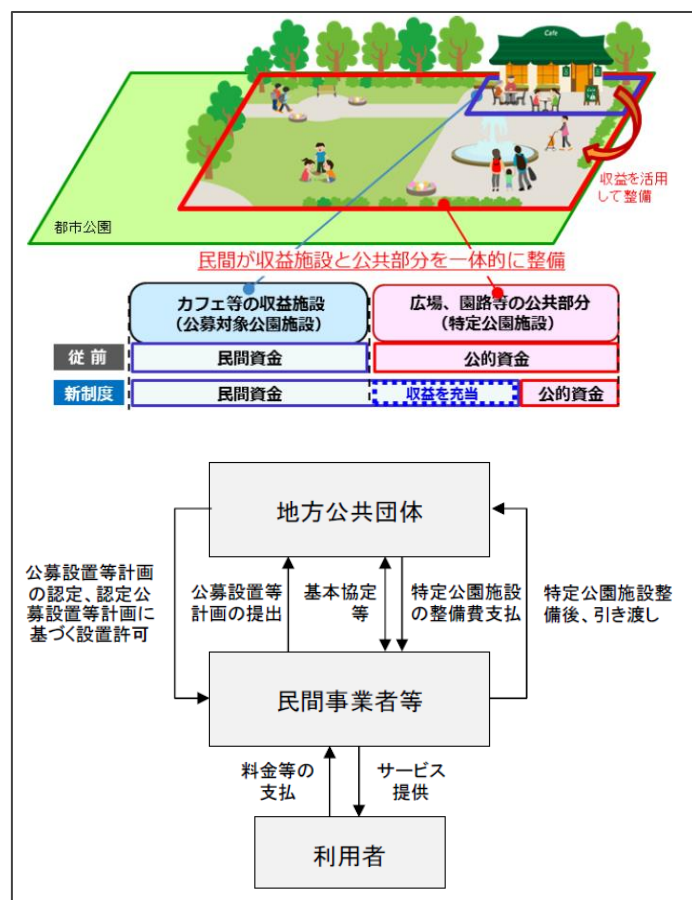 Cafe
収益を活用
して整備
都市公園
民間が収益施設と公共部分を一体的に整備
カフェ等の収益施設
（公募対象公園施設）
広場、園路等の公共部分
（特定公園施設）
従前
民間資金
公的資金
新制度
民間資金
収益を充当
公的資金
地方公共団体
公募設置等計画
の認定、認定公
募設置等計画に
基づく設置許可
公募設置等
計画の提出
基本協定
等
特定公園施設
の整備費支払
特定公園施設整
備後、引き渡し
民間事業者等
料金等の
支払
サービス
提供
利用者